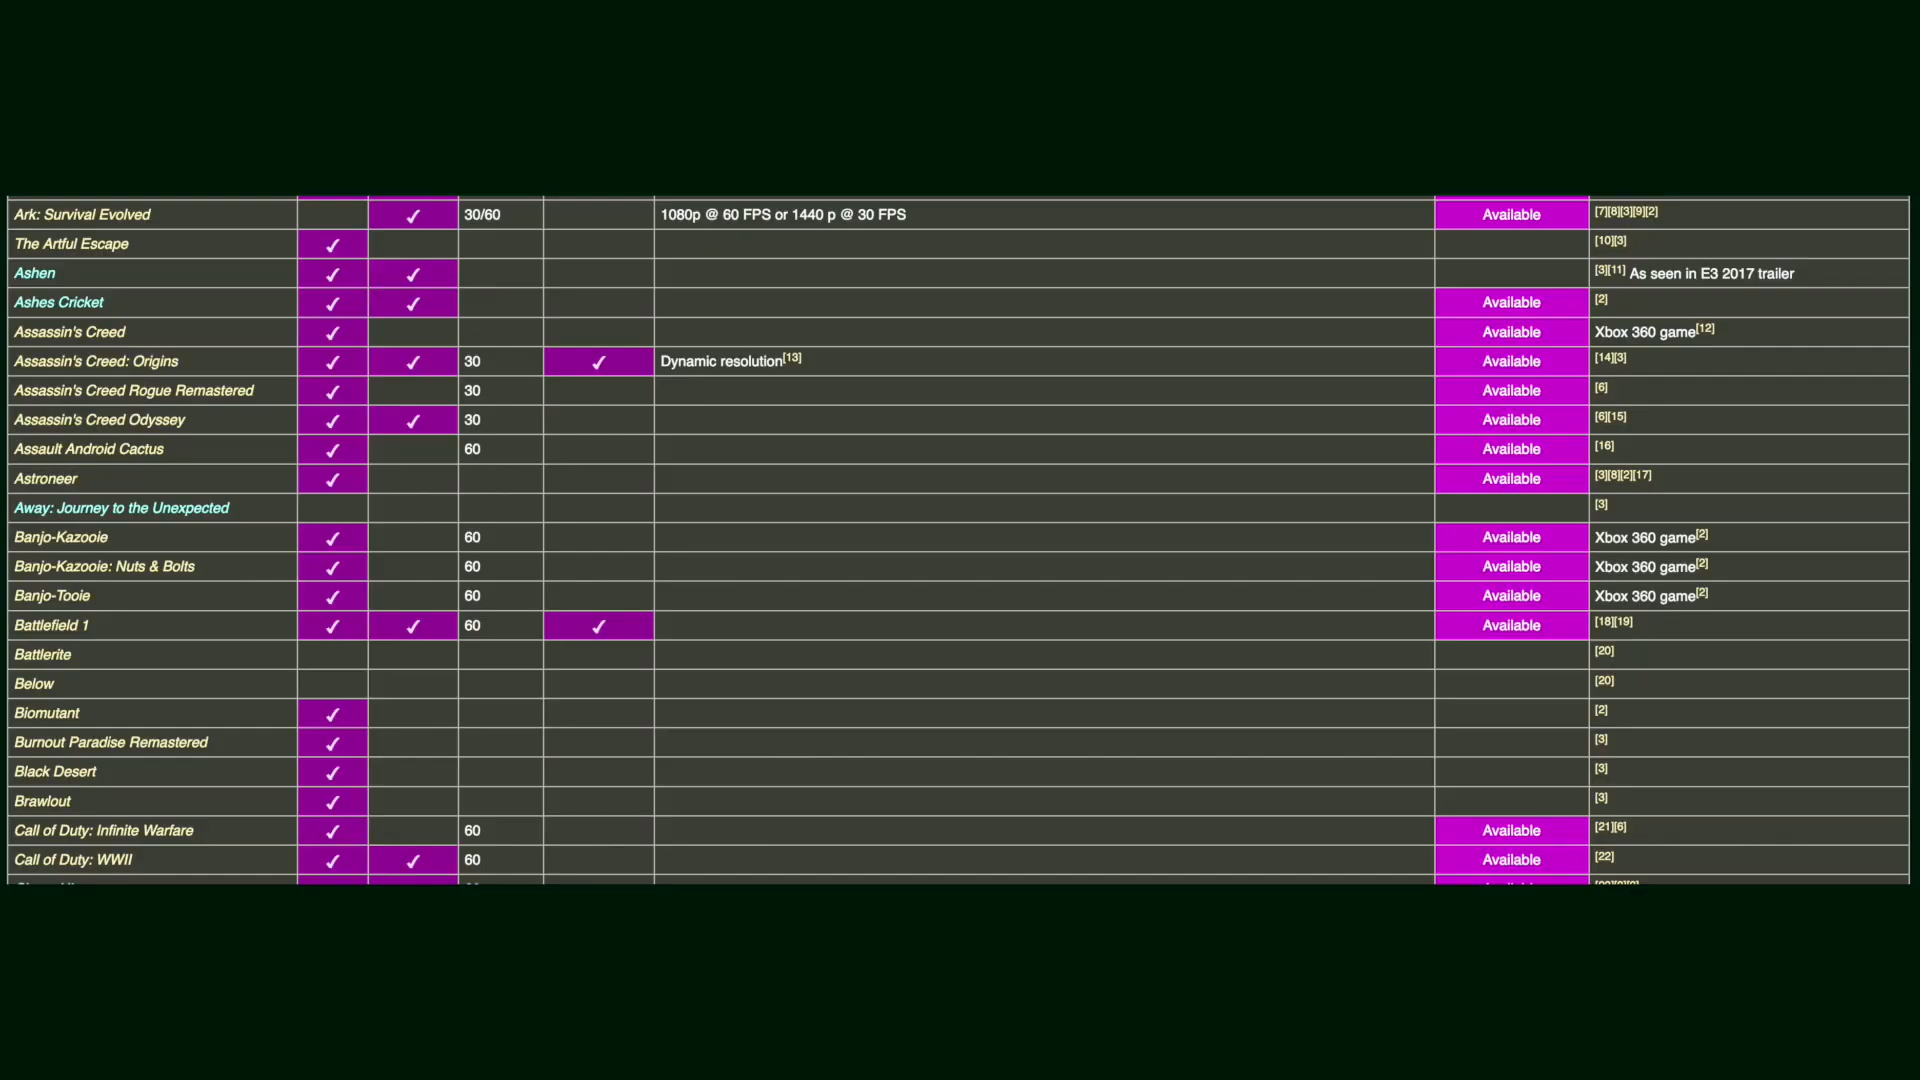 Ark: Survival Evolved ✓ 30/60 1080p @ 60 FPS or 1440 p @ 30 FPS Available [7][8][3][9][2]
The Artful Escape ✓ [10][3]
Ashen ✓ ✓ [3][11] As seen in E3 2017 trailer
Ashes Cricket ✓ ✓ Available [2]
Assassin's Creed ✓ Available Xbox 360 game[12]
Assassin's Creed: Origins ✓ ✓ 30 ✓ Dynamic resolution[13] Available [14][3]
Assassin's Creed Rogue Remastered ✓ 30 Available [6]
Assassin's Creed Odyssey ✓ ✓ 30 Available [6][15]
Assault Android Cactus ✓ 60 Available [16]
Astroneer ✓ Available [3][8][2][17]
Away: Journey to the Unexpected [3]
Banjo-Kazooie ✓ 60 Available Xbox 360 game[2]
Banjo-Kazooie: Nuts & Bolts ✓ 60 Available Xbox 360 game[2]
Banjo-Tooie ✓ 60 Available Xbox 360 game[2]
Battlefield 1 ✓ ✓ 60 ✓ Available [18][19]
Battlerite [20]
Below [20]
Biomutant ✓ [2]
Burnout Paradise Remastered ✓ [3]
Black Desert ✓ [3]
Brawlout ✓ [3]
Call of Duty: Infinite Warfare ✓ 60 Available [21][6]
Call of Duty: WWII ✓ ✓ 60 Available [22]